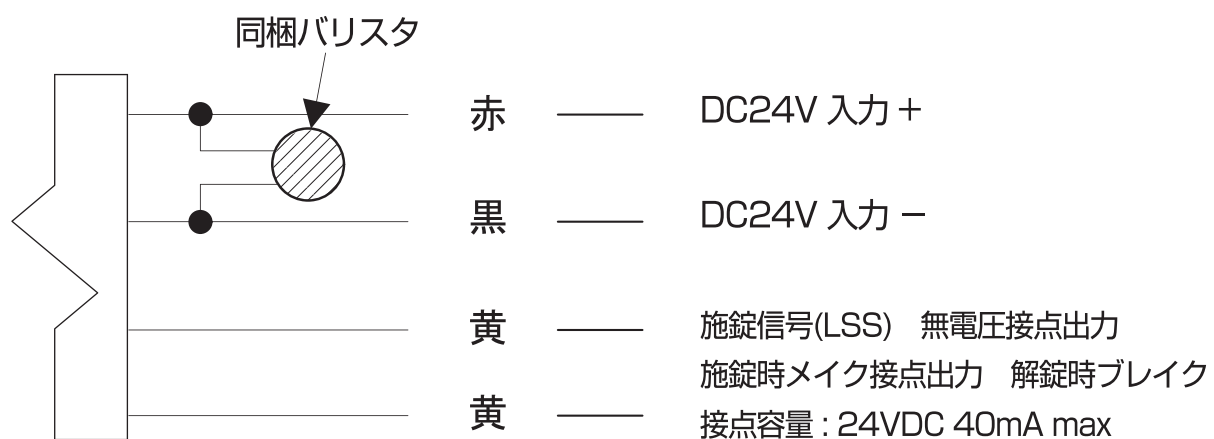 同梱バリスタ
赤 DC24V 入力＋
黒 DC24V 入力－
黄 施錠信号(LSS) 無電圧接点出力
施錠時メイク接点出力 解錠時ブレイク
黄 接点容量 : 24VDC 40mA max